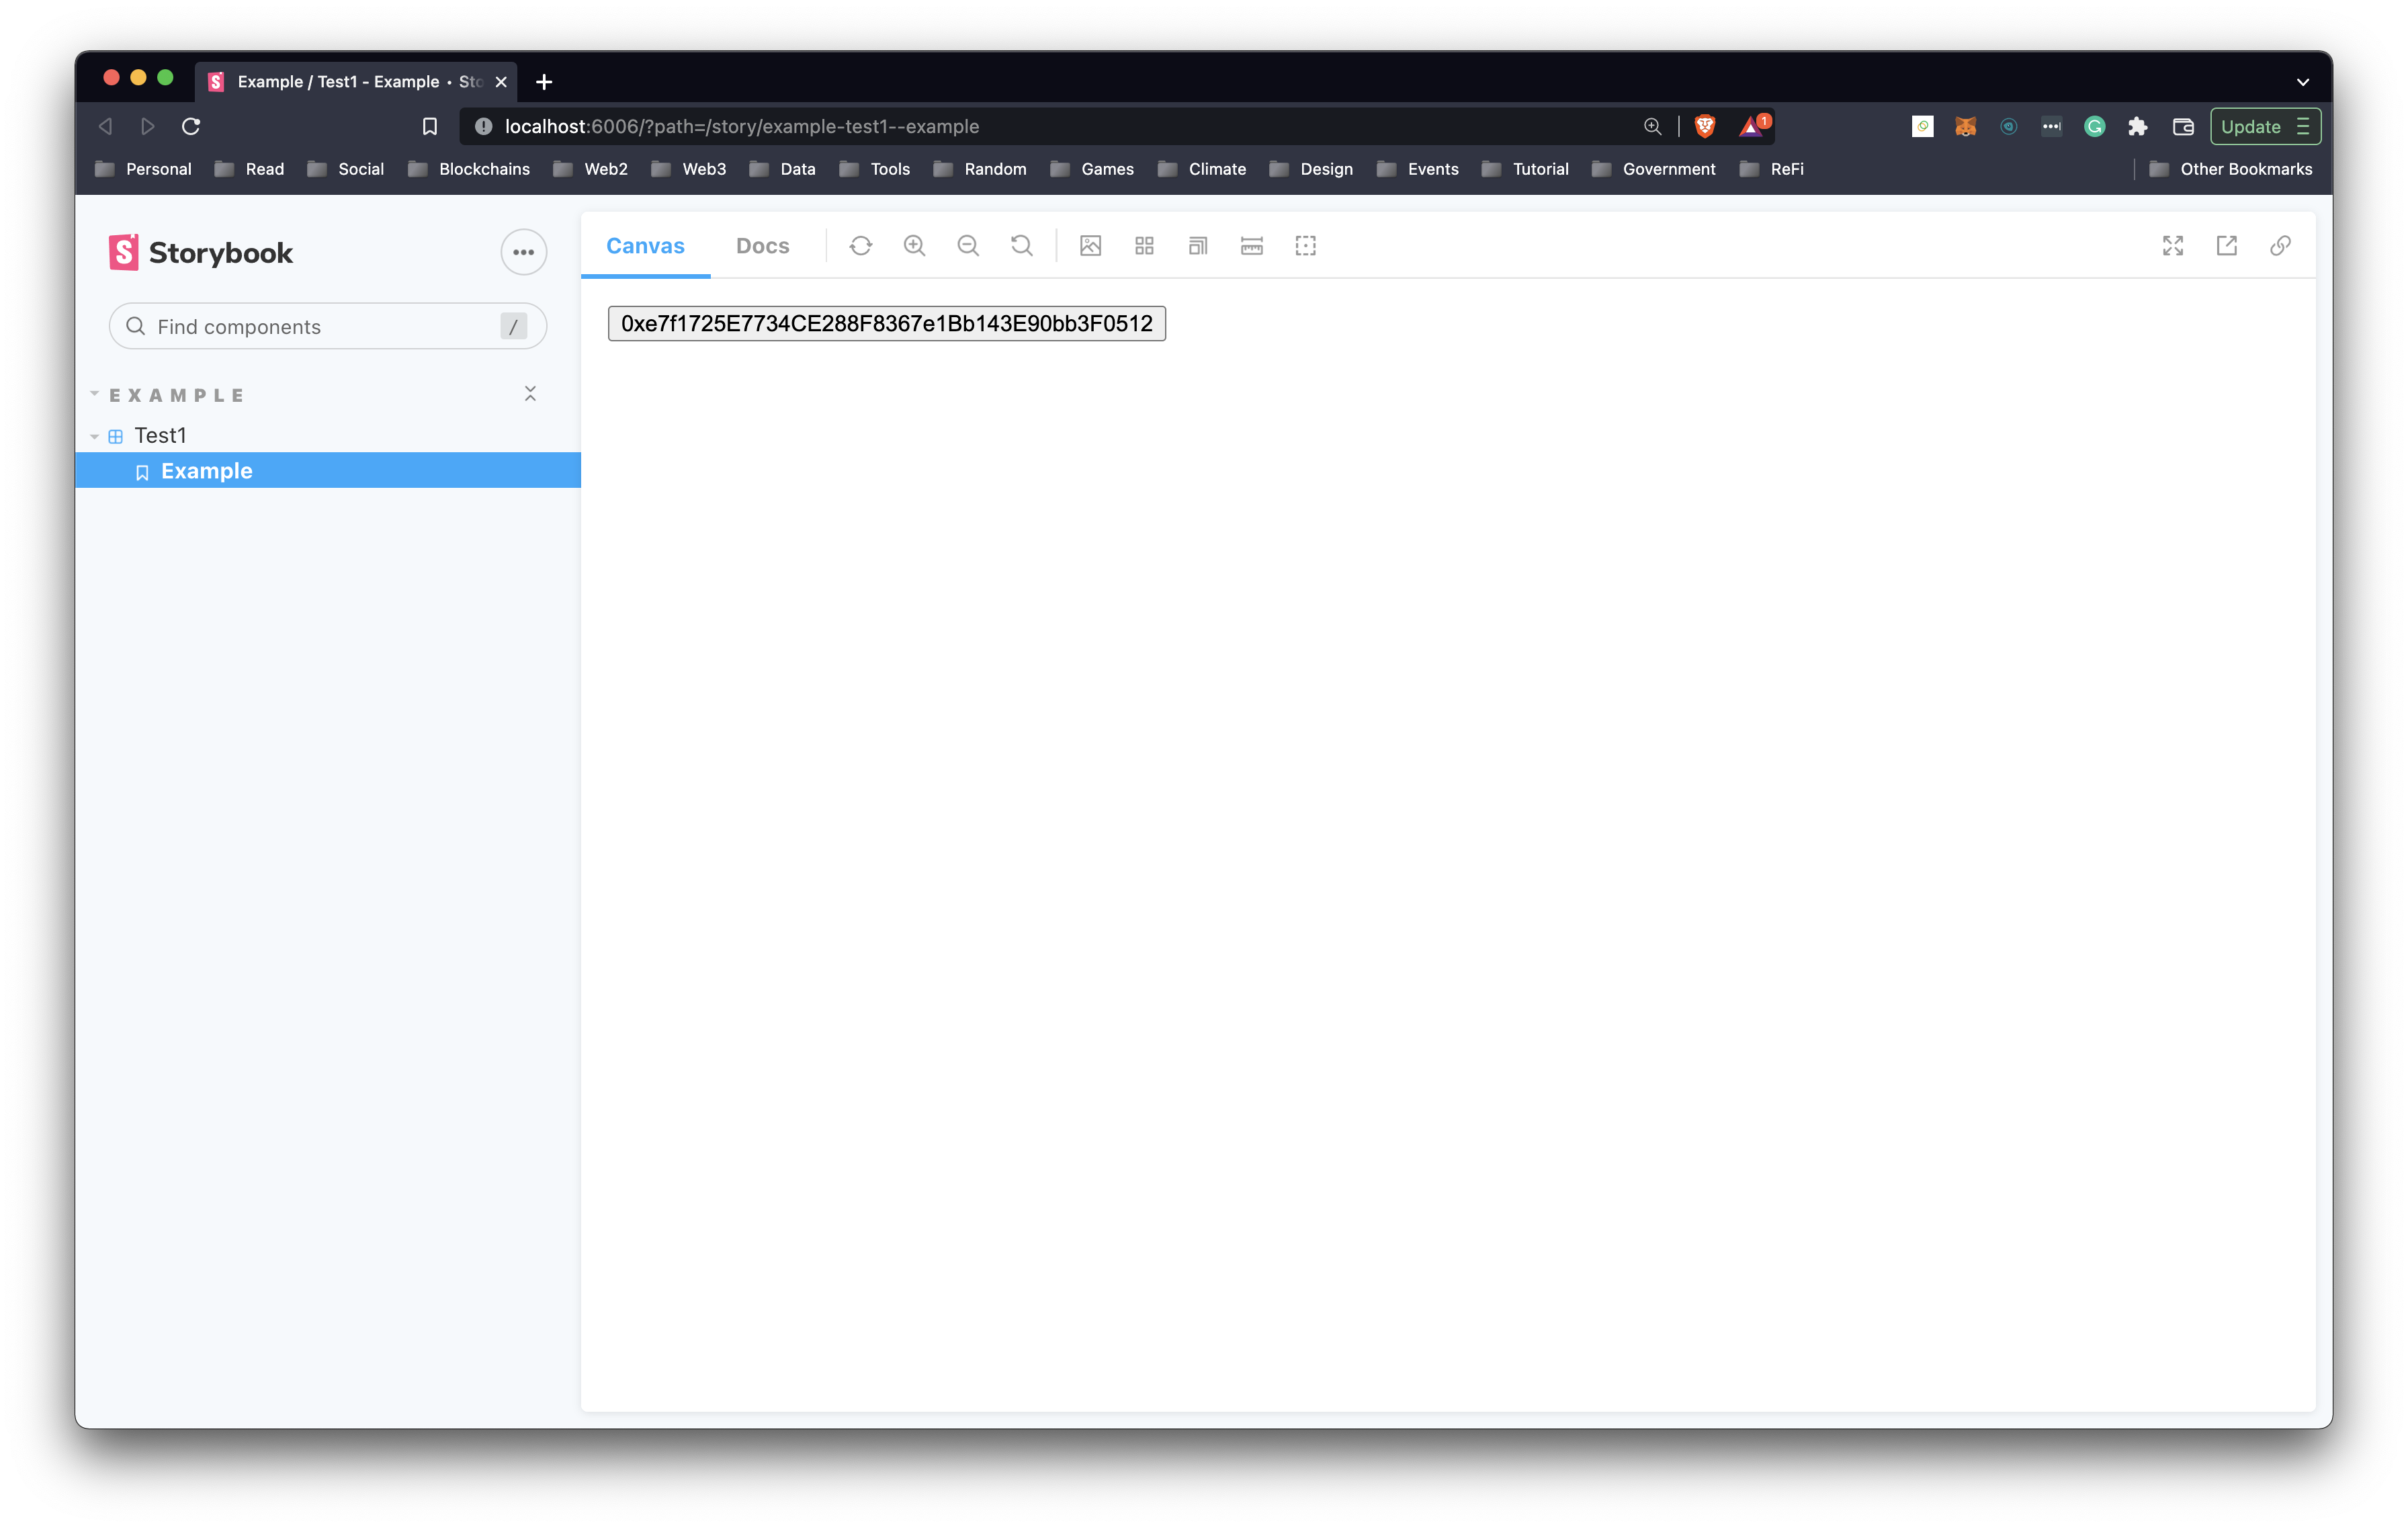 Example / Test1 - Example • Sto
localhost:6006/?path=/story/example-test1--example
1
Update
Personal Read Social Blockchains Web2 Web3 Data Tools Random Games Climate Design Events Tutorial Government ReFi Other Bookmarks
Storybook
Canvas Docs
Find components /
0xe7f1725E7734CE288F8367e1Bb143E90bb3F0512
EXAMPLE
Test1
Example